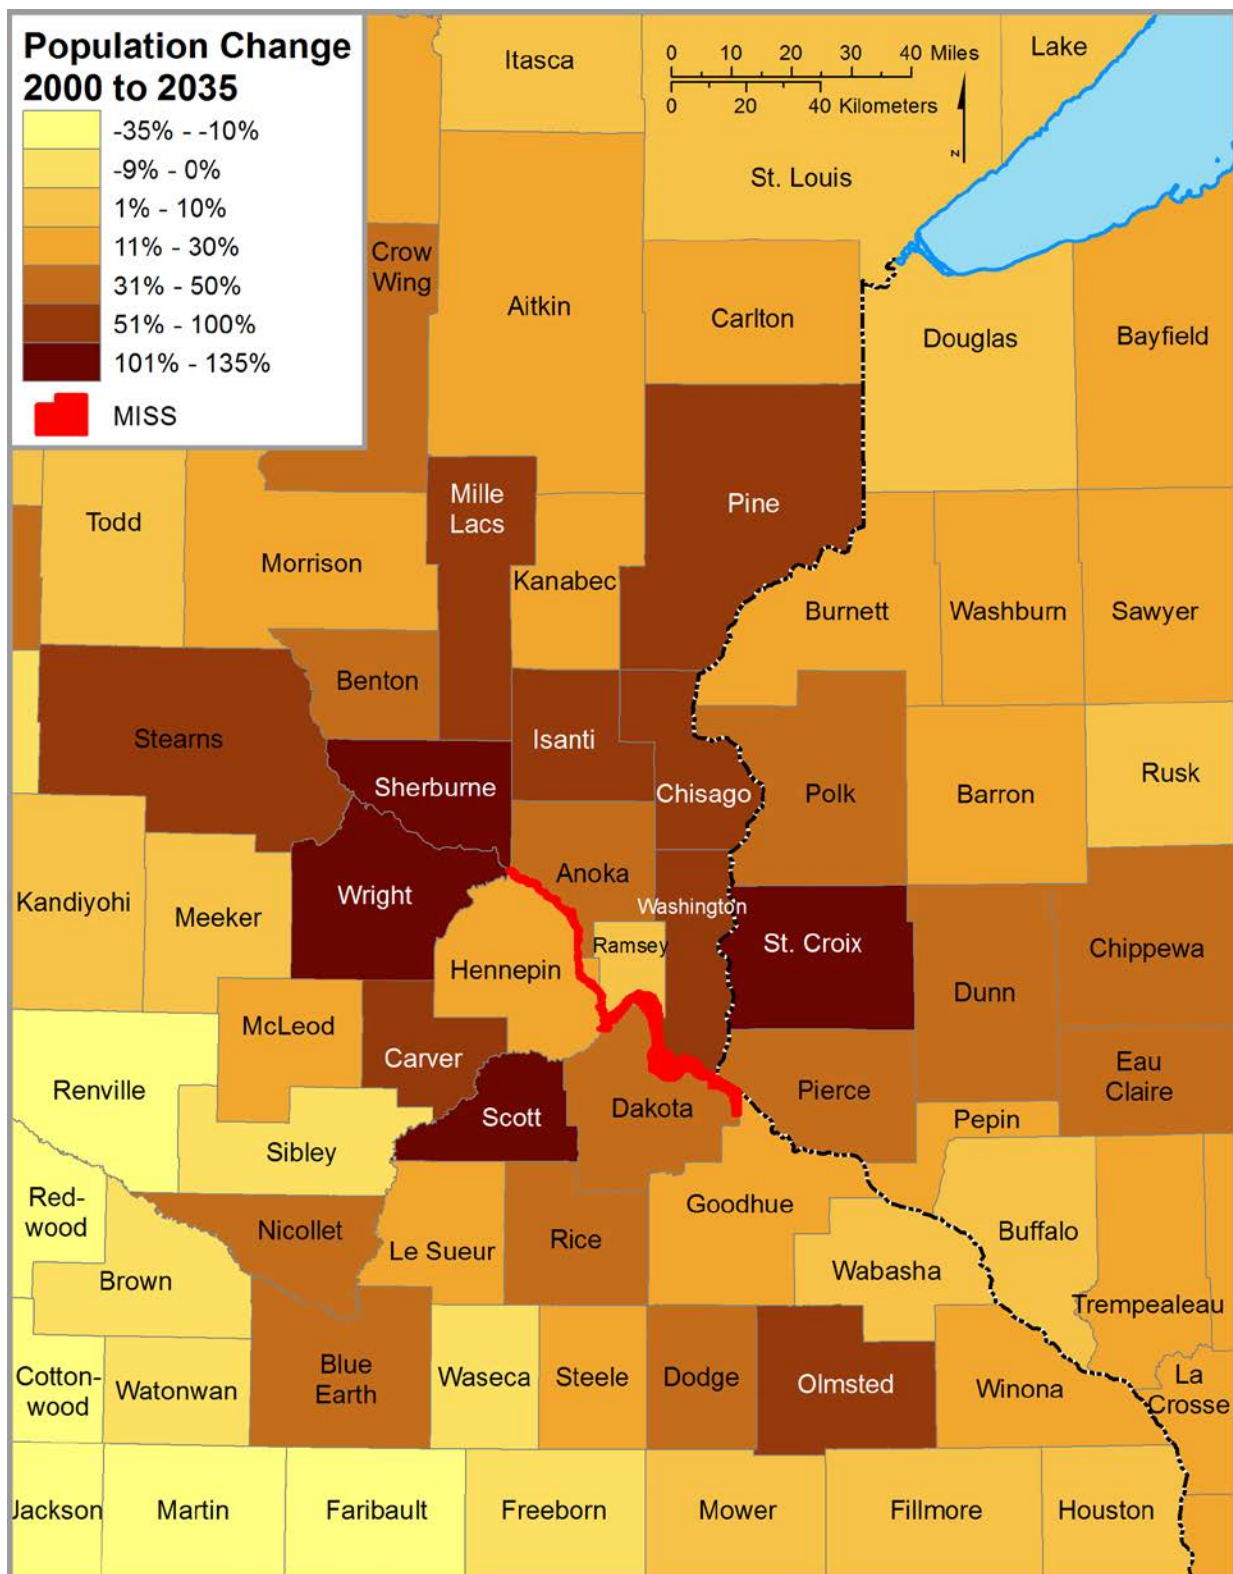 Population Change
2000 to 2035
-35% - -10%
-9% - 0%
1% - 10%
11% - 30%
31% - 50%
51% - 100%
101% - 135%
MISS
0 10 20 30 40 Miles
0 20 40 Kilometers
N
Itasca
Lake
St. Louis
Crow
Wing
Aitkin
Carlton
Douglas
Bayfield
Mille
Lacs
Pine
Todd
Morrison
Kanabec
Burnett
Washburn
Sawyer
Benton
Stearns
Isanti
Sherburne
Chisago
Polk
Barron
Rusk
Kandiyohi
Meeker
Wright
Anoka
Washington
Hennepin
Ramsey
St. Croix
Chippewa
Dunn
McLeod
Carver
Renville
Scott
Dakota
Pierce
Eau
Claire
Pepin
Sibley
Red-
wood
Nicollet
Le Sueur
Rice
Goodhue
Buffalo
Brown
Wabasha
Trempealeau
Cotton-
wood
Watonwan
Blue
Earth
Waseca
Steele
Dodge
Olmsted
Winona
La
Crosse
Jackson
Martin
Faribault
Freeborn
Mower
Fillmore
Houston